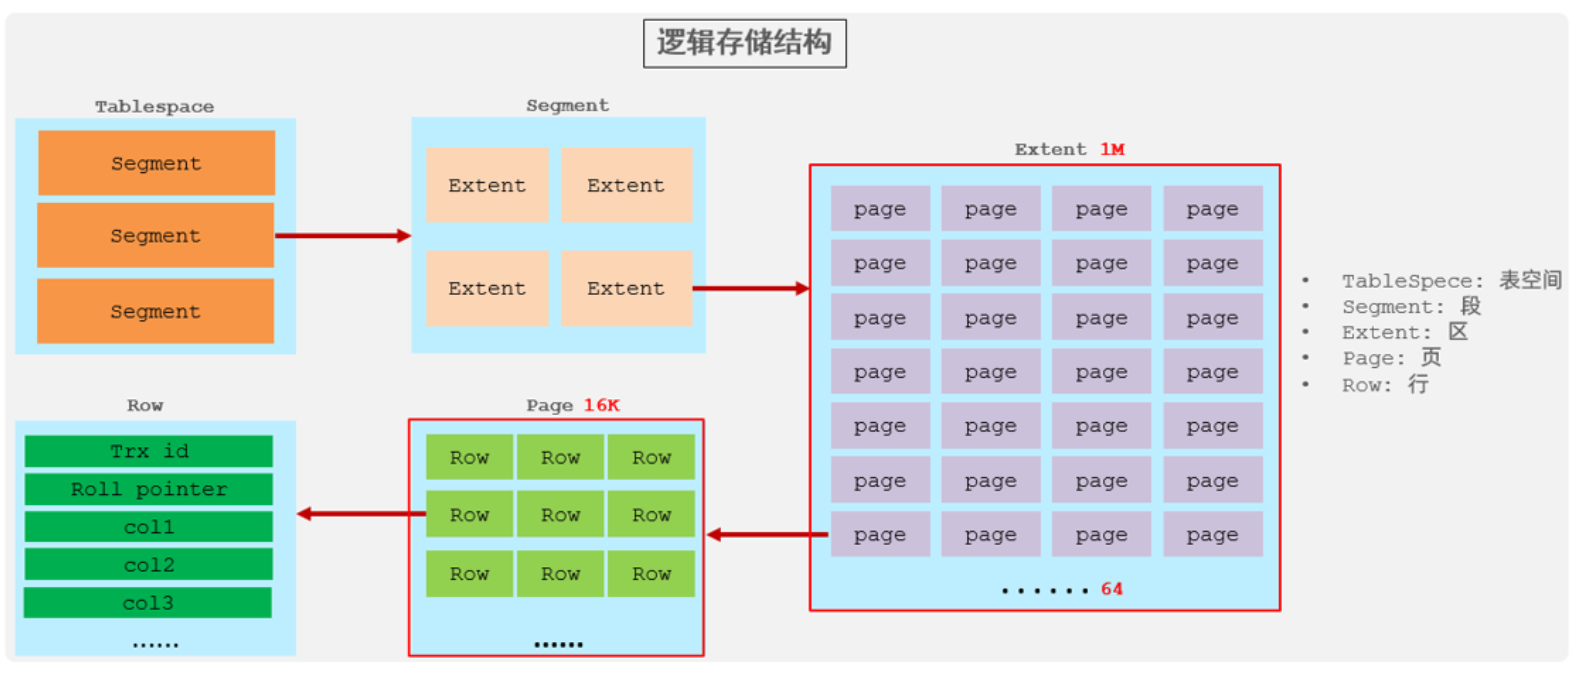 逻辑存储结构
Tablespace
Segment
Segment
Segment
Segment
Extent Extent
Extent Extent
Extent 1M
page page page page
page page page page
page page page page
page page page page
page page page page
page page page page
page page page page
······ 64
• TableSpece: 表空间
• Segment: 段
• Extent: 区
• Page: 页
• Row: 行
Row
Trx id
Roll pointer
col1
col2
col3
······
Page 16K
Row Row Row
Row Row Row
Row Row Row
······